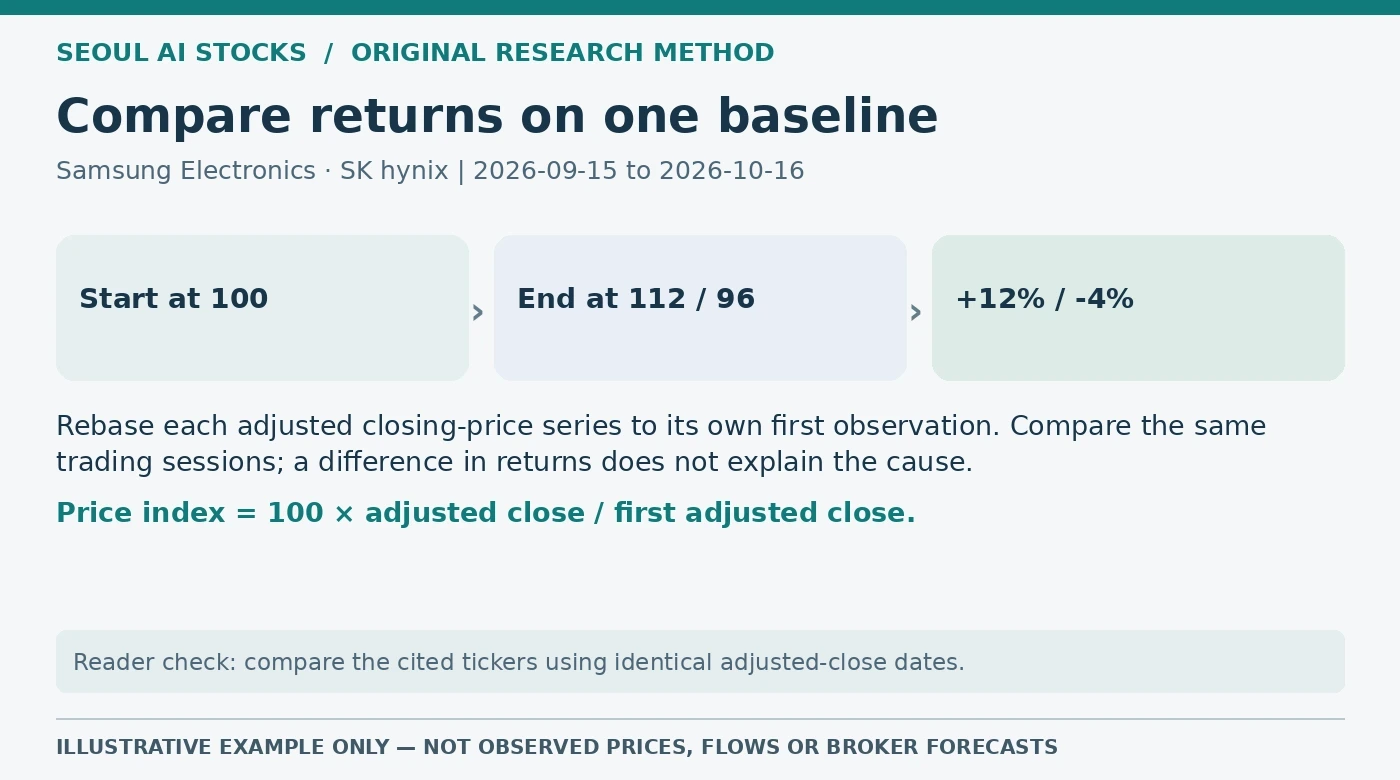 SEOUL AI STOCKS / ORIGINAL RESEARCH METHOD
Compare returns on one baseline
Samsung Electronics · SK hynix | 2026-09-15 to 2026-10-16
Start at 100
›
End at 112 / 96
›
+12% / -4%
Rebase each adjusted closing-price series to its own first observation. Compare the same
trading sessions; a difference in returns does not explain the cause.
Price index = 100 × adjusted close / first adjusted close.
Reader check: compare the cited tickers using identical adjusted-close dates.
ILLUSTRATIVE EXAMPLE ONLY — NOT OBSERVED PRICES, FLOWS OR BROKER FORECASTS